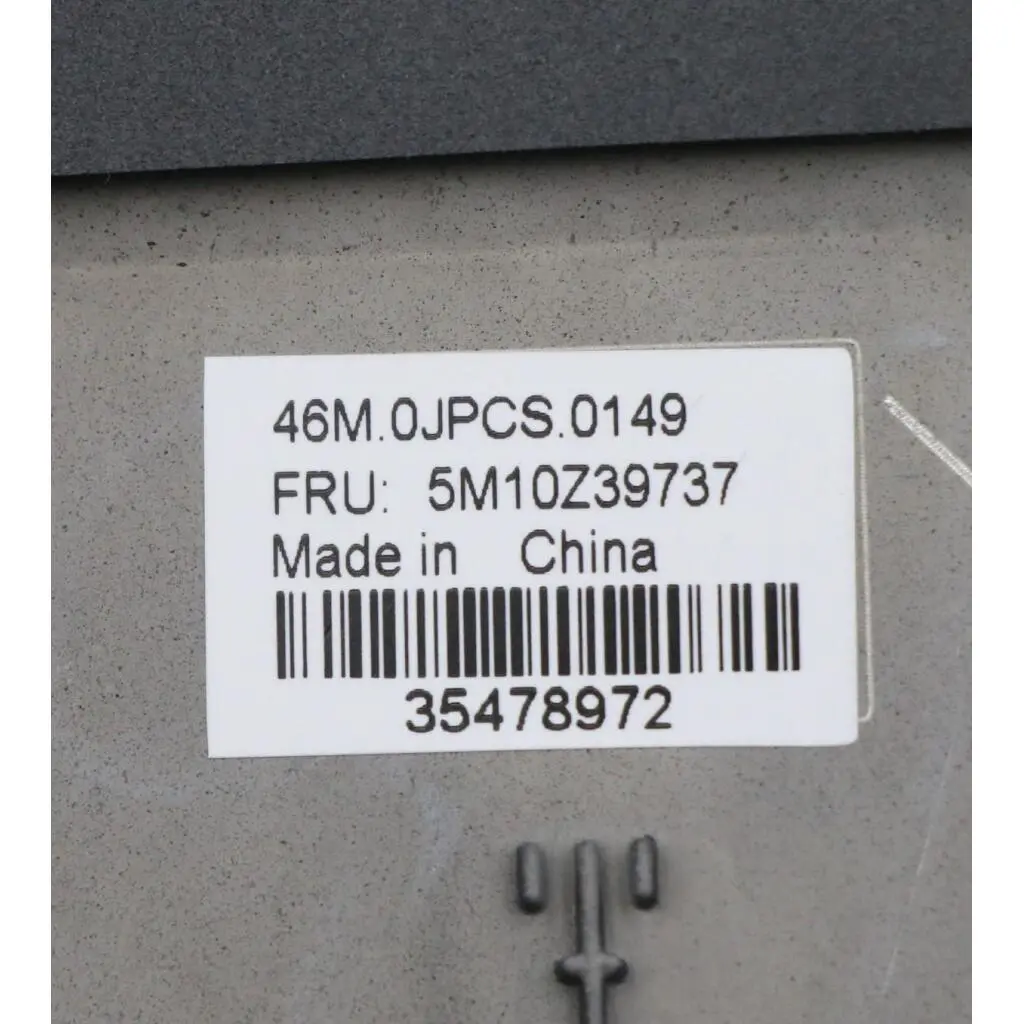 46M.0JPCS.0149
FRU: 5M10Z39737
Made in China
35478972